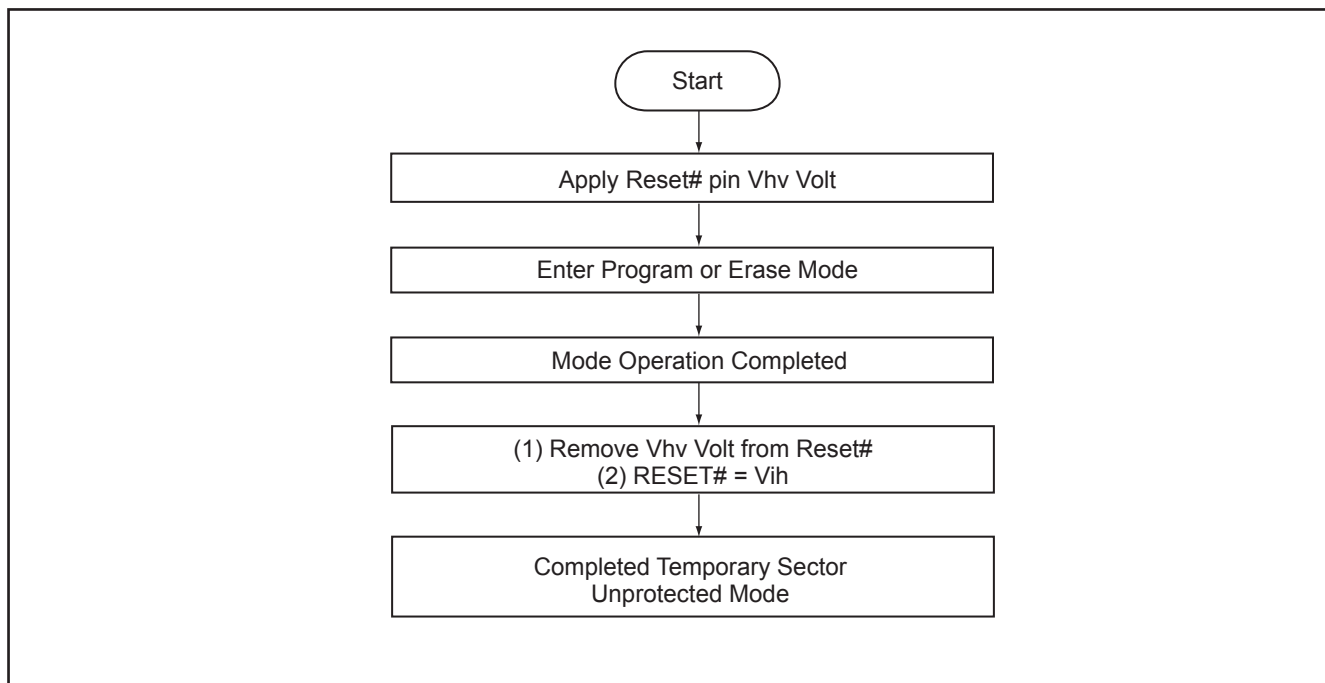 Start
Apply Reset# pin Vhv Volt
Enter Program or Erase Mode
Mode Operation Completed
(1) Remove Vhv Volt from Reset#
(2) RESET# = Vih
Completed Temporary Sector
Unprotected Mode